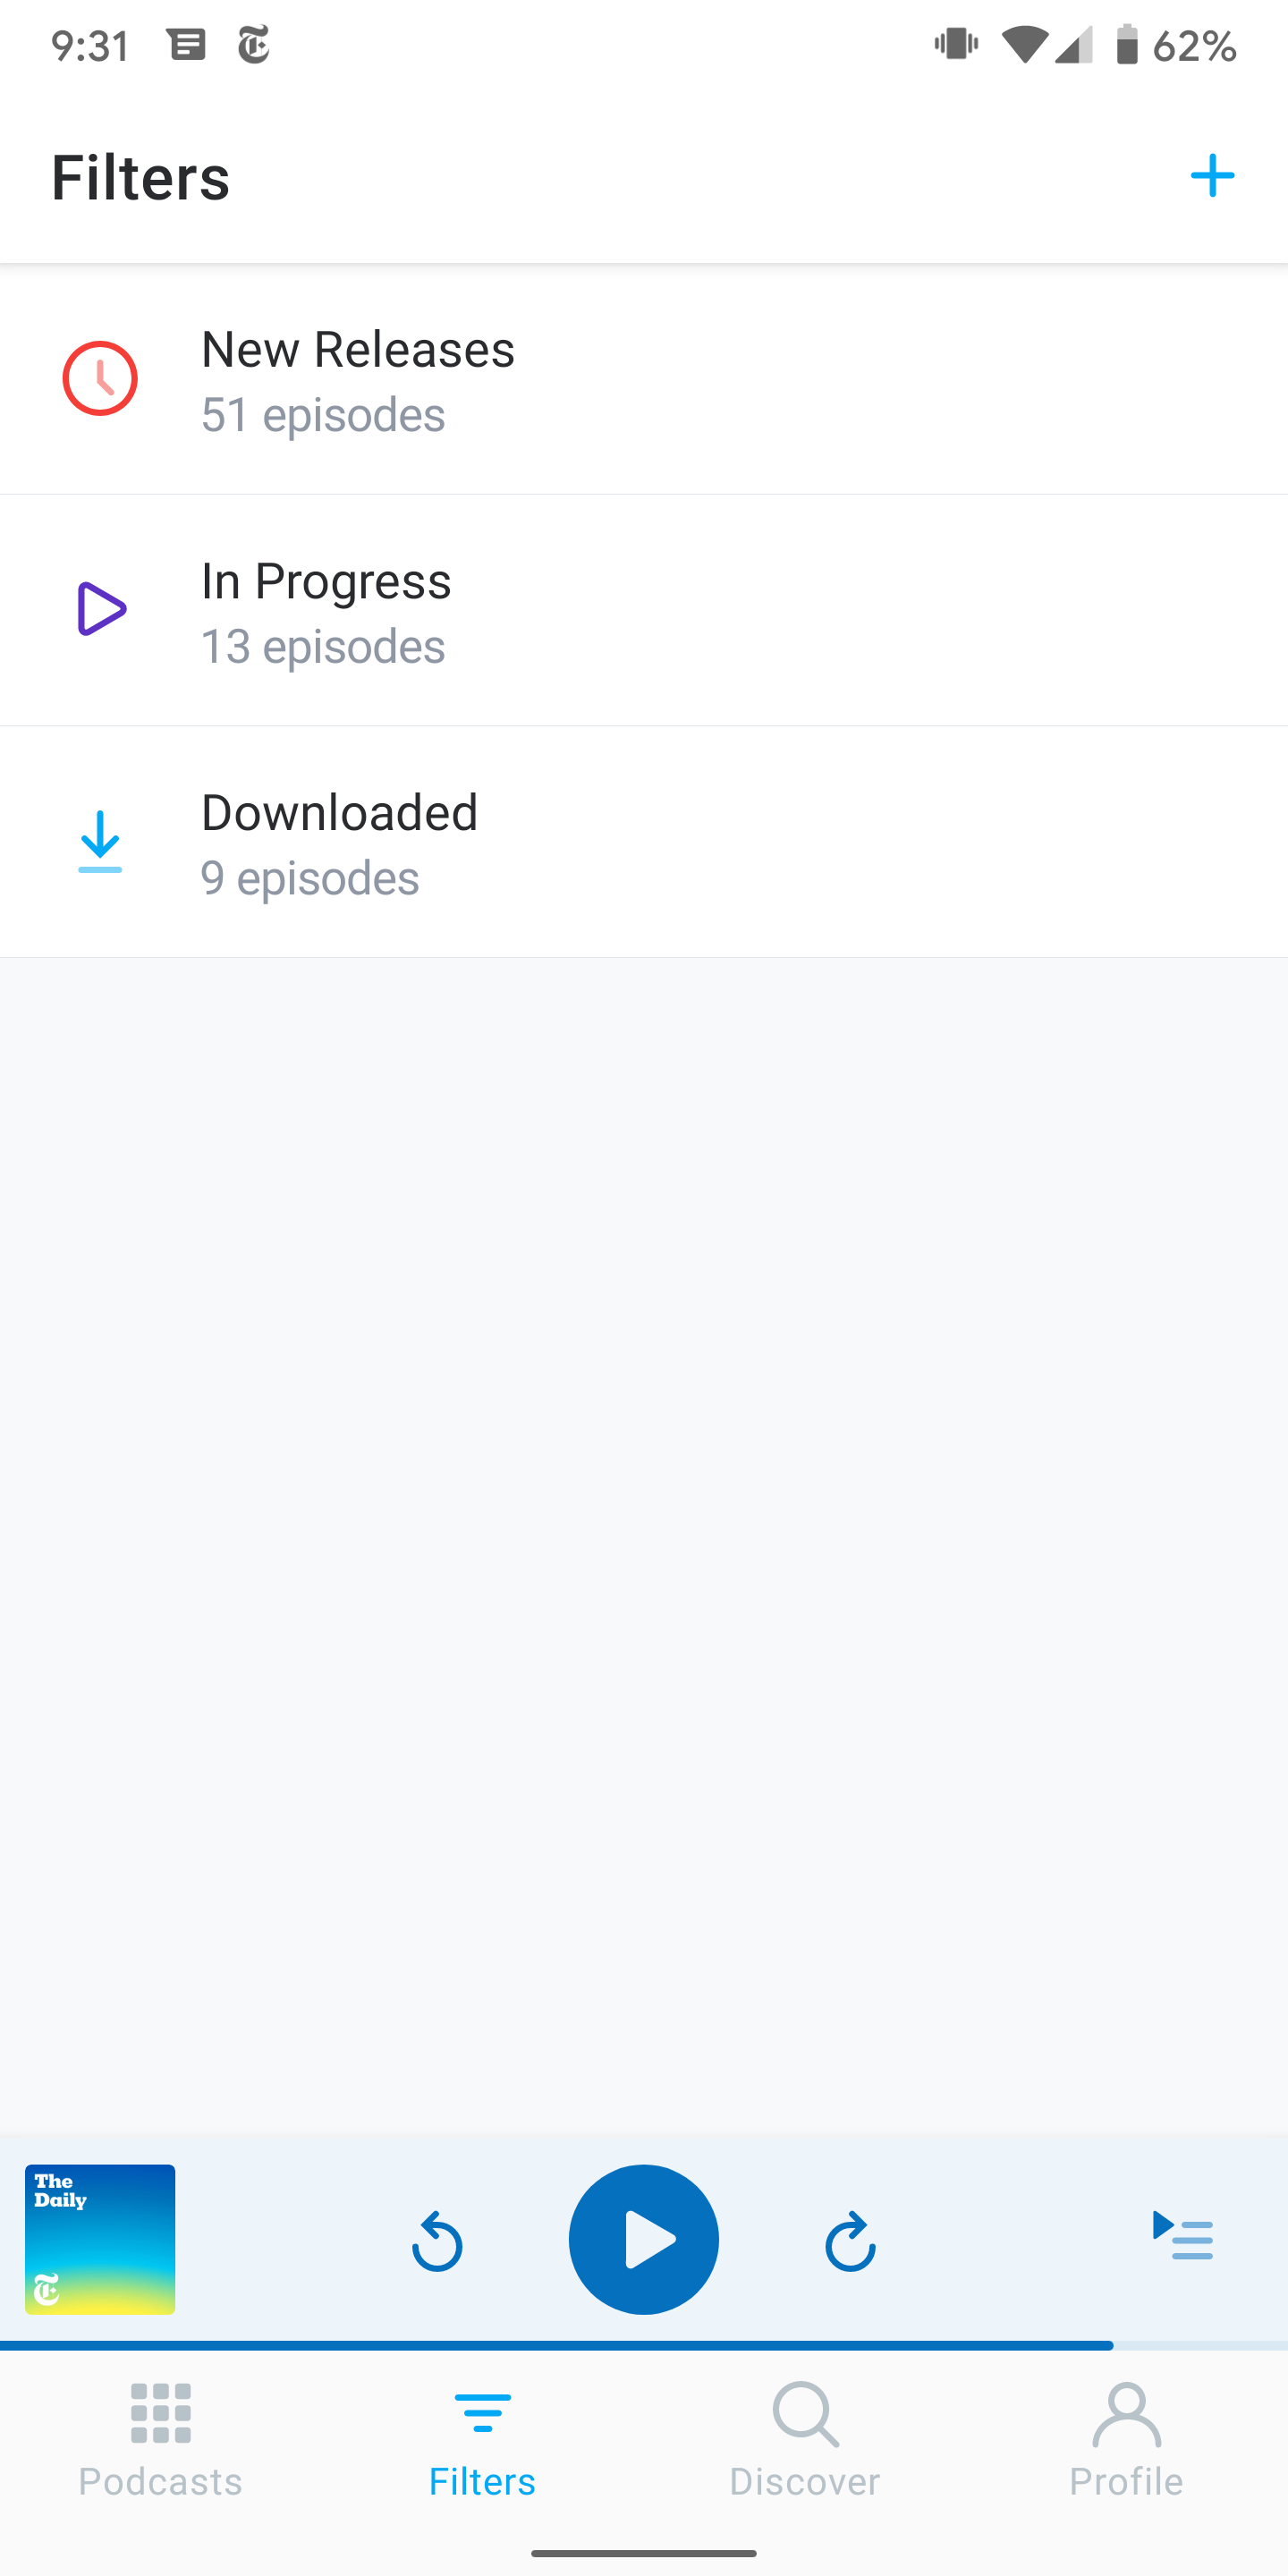 9:31 62%
Filters
New Releases
51 episodes
In Progress
13 episodes
Downloaded
9 episodes
The
Daily
Podcasts Filters Discover Profile